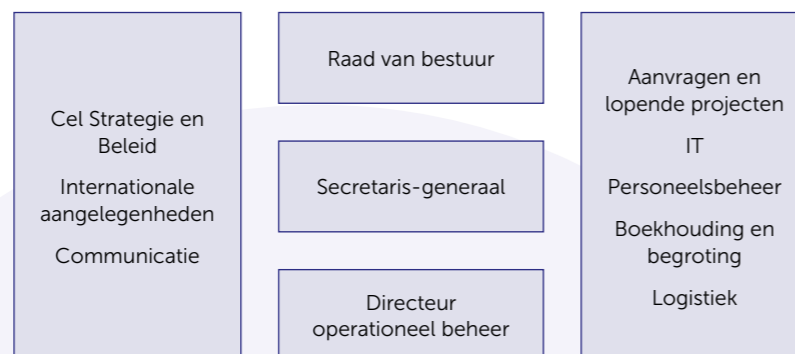 Cel Strategie en
Beleid
Internationale
aangelegenheden
Communicatie
Raad van bestuur
Secretaris-generaal
Directeur
operationeel beheer
Aanvragen en
lopende projecten
IT
Personeelsbeheer
Boekhouding en
begroting
Logistiek